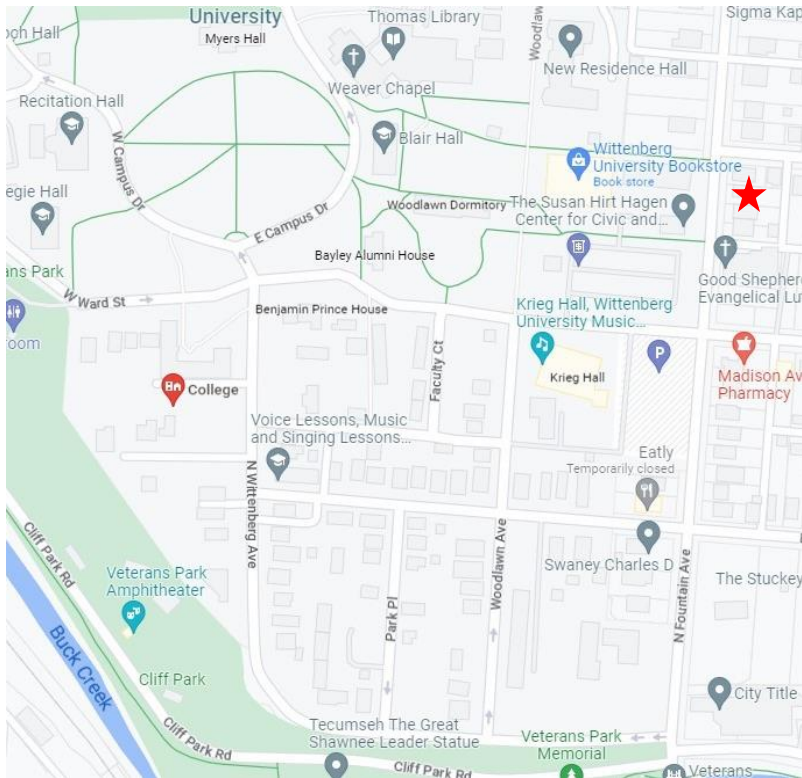 University
Thomas Library
Sigma Kap
och Hall
Myers Hall
Woodlawn
New Residence Hall
Weaver Chapel
Recitation Hall
W Campus Dr
Blair Hall
Wittenberg
University Bookstore
Book store
egie Hall
Woodlawn Dormitory
The Susan Hirt Hagen
Center for Civic and...
E Campus Dr
Bayley Alumni House
ans Park
Good Shepherd
Evangelical Lu
W Ward St
Benjamin Prince House
Krieg Hall, Wittenberg
University Music...
room
Faculty Ct
P
Krieg Hall
Madison Av
Pharmacy
College
Voice Lessons, Music
and Singing Lessons...
Eatly
Temporarily closed
N Wittenberg Ave
Cliff Park Rd
Swaney Charles D
Woodlawn Ave
Veterans Park
Amphitheater
The Stuckey
N Fountain Ave
Park Pl
Buck Creek
Cliff Park
City Title
Cliff Park Rd
Tecumseh The Great
Shawnee Leader Statue
Veterans Park
Memorial
Cliff Park Rd
Veterans